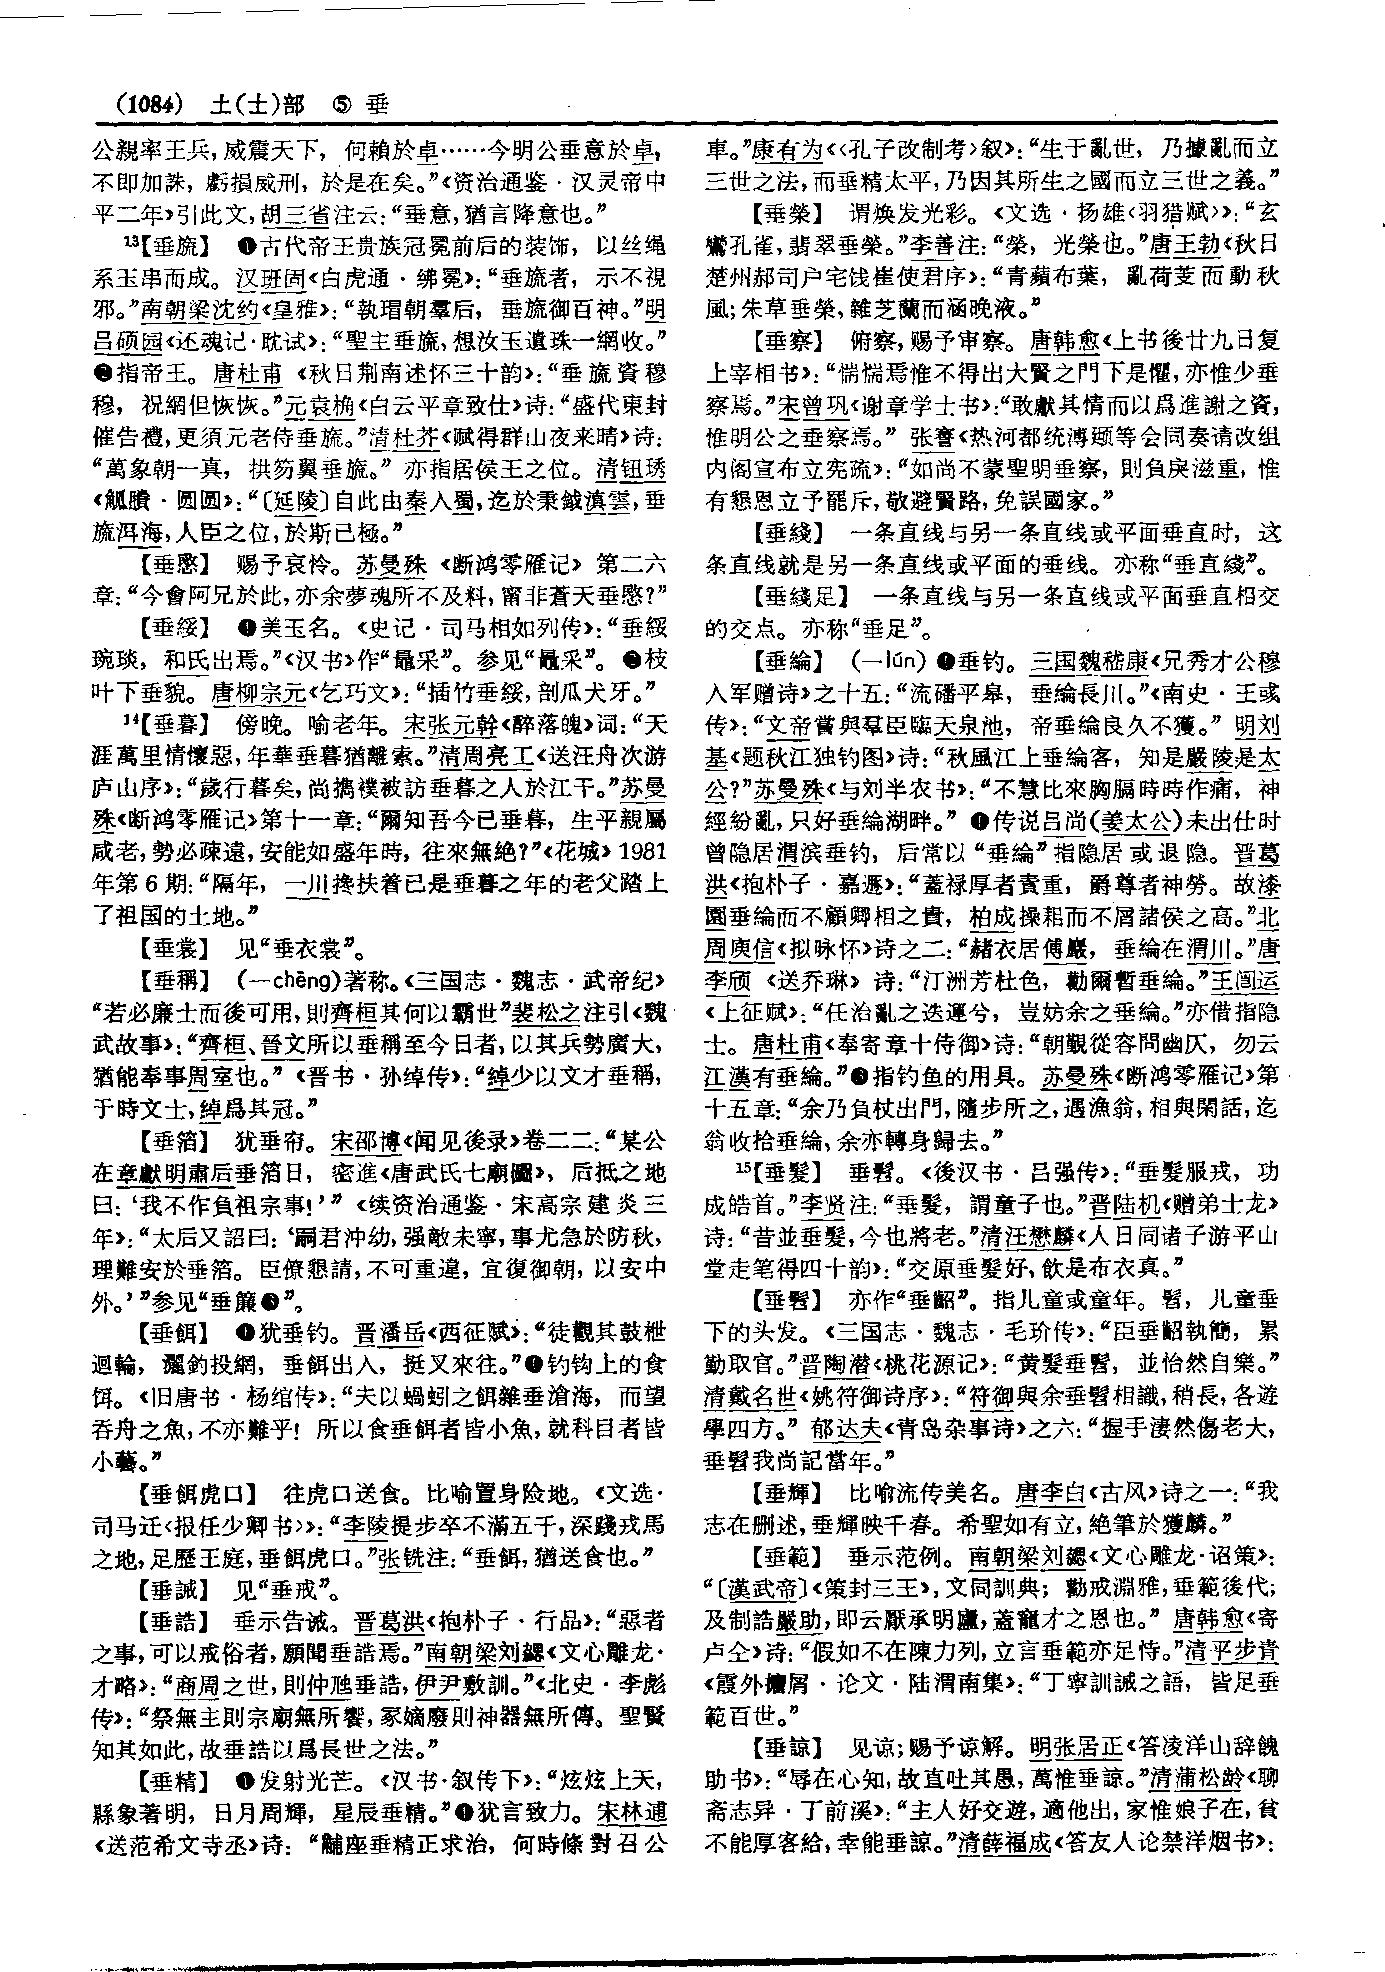 (1084) 土(士)部 ⑤ 垂
公親率王兵，威震天下，何賴於卓……今明公垂意於卓，
不即加誅，虧損威刑，於是在矣。”《资治通鉴·汉灵帝中
平二年》引此文，胡三省注云：“垂意，猶言降意也。”
13【垂旒】 ❶古代帝王贵族冠冕前后的装饰，以丝绳
系玉串而成。汉班固《白虎通·绋冕》：“垂旒者，示不視
邪。”南朝梁沈约《皇雅》：“執瑁朝羣后，垂旒御百神。”明
吕硕园《还魂记·耽试》：“聖主垂旒，想汝玉遺珠一網收。”
❷指帝王。唐杜甫《秋日荆南述怀三十韵》：“垂旒資穆
穆，祝網但恢恢。”元袁桷《白云平章致仕》诗：“盛代東封
催告禮，更須元老侍垂旒。”清杜芥《赋得群山夜来晴》诗：
“萬象朝一真，拱笏翼垂旒。”亦指居侯王之位。清钮琇
《觚賸·圆圆》：“〔延陵〕自此由秦入蜀，迄於秉鉞滇雲，垂
旒洱海，人臣之位，於斯已極。”
【垂愍】 赐予哀怜。苏曼殊《断鸿零雁记》第二六
章：“今會阿兄於此，亦余夢魂所不及料，甯非蒼天垂愍？”
【垂綏】 ❶美玉名。《史记·司马相如列传》：“垂綏
琬琰，和氏出焉。”《汉书》作“鼂采”。参见“鼂采”。❷枝
叶下垂貌。唐柳宗元《乞巧文》：“插竹垂綏，剖瓜犬牙。”
14【垂暮】 傍晚。喻老年。宋张元幹《醉落魄》词：“天
涯萬里情懷惡，年華垂暮猶離索。”清周亮工《送汪舟次游
庐山序》：“歲行暮矣，尚擕襆被訪垂暮之人於江干。”苏曼
殊《断鸿零雁记》第十一章：“爾知吾今已垂暮，生平親屬
咸老，勢必疎遠，安能如盛年時，往來無絶？”《花城》1981
年第6期：“隔年，一川搀扶着已是垂暮之年的老父踏上
了祖国的土地。”
【垂裳】 见“垂衣裳”。
【垂稱】 (—chēng)著称。《三国志·魏志·武帝纪》
“若必廉士而後可用，則齊桓其何以霸世”裴松之注引《魏
武故事》：“齊桓、晉文所以垂稱至今日者，以其兵勢廣大，
猶能奉事周室也。”《晋书·孙绰传》：“綽少以文才垂稱，
于時文士，綽爲其冠。”
【垂箔】 犹垂帘。宋邵博《闻见後录》卷二二：“某公
在章獻明肅后垂箔日，密進《唐武氏七廟圖》，后抵之地
曰：‘我不作負祖宗事！’”《续资治通鉴·宋高宗建炎三
年》：“太后又詔曰：‘嗣君沖幼，强敵未寧，事尤急於防秋，
理難安於垂箔。臣僚懇請，不可重違，宜復御朝，以安中
外。’”参见“垂簾❸”。
【垂餌】 ❶犹垂钓。晋潘岳《西征赋》：“徒觀其鼓枻
迴輪，灑釣投網，垂餌出入，挺叉來往。”❷钓钩上的食
饵。《旧唐书·杨绾传》：“夫以蝸蚓之餌雜垂滄海，而望
吞舟之魚，不亦難乎！所以食垂餌者皆小魚，就科目者皆
小藝。”
【垂餌虎口】 往虎口送食。比喻置身险地。《文选·
司马迁〈报任少卿书〉》：“李陵提步卒不滿五千，深踐戎馬
之地，足歷王庭，垂餌虎口。”张铣注：“垂餌，猶送食也。”
【垂誡】 见“垂戒”。
【垂誥】 垂示告诫。晋葛洪《抱朴子·行品》：“惡者
之事，可以戒俗者，願聞垂誥焉。”南朝梁刘勰《文心雕龙·
才略》：“商周之世，則仲虺垂誥，伊尹敷訓。”《北史·李彪
传》：“祭無主則宗廟無所饗，冢嫡廢則神器無所傳。聖賢
知其如此，故垂誥以爲長世之法。”
【垂精】 ❶发射光芒。《汉书·叙传下》：“炫炫上天，
縣象著明，日月周輝，星辰垂精。”❷犹言致力。宋林逋
《送范希文寺丞》诗：“黼座垂精正求治，何時條對召公
車。”康有为《〈孔子改制考〉叙》：“生于亂世，乃據亂而立
三世之法，而垂精太平，乃因其所生之國而立三世之義。”
【垂榮】 谓焕发光彩。《文选·扬雄〈羽猎赋〉》：“玄
鸞孔雀，翡翠垂榮。”李善注：“榮，光榮也。”唐王勃《秋日
楚州郝司户宅饯崔使君序》：“青蘋布葉，亂荷芰而動秋
風；朱草垂榮，雜芝蘭而涵晚液。”
【垂察】 俯察，赐予审察。唐韩愈《上书後廿九日复
上宰相书》：“惴惴焉惟不得出大賢之門下是懼，亦惟少垂
察焉。”宋曾巩《谢章学士书》：“敢獻其情而以爲進謝之資，
惟明公之垂察焉。”张謇《热河都统溥颋等会同奏请改组
内阁宣布立宪疏》：“如尚不蒙聖明垂察，則負戾滋重，惟
有懇恩立予罷斥，敬避賢路，免誤國家。”
【垂綫】 一条直线与另一条直线或平面垂直时，这
条直线就是另一条直线或平面的垂线。亦称“垂直綫”。
【垂綫足】 一条直线与另一条直线或平面垂直相交
的交点。亦称“垂足”。
【垂綸】 (—lún)❶垂钓。三国魏嵇康《兄秀才公穆
入军赠诗》之十五：“流磻平皋，垂綸長川。”《南史·王彧
传》：“文帝嘗與羣臣臨天泉池，帝垂綸良久不獲。”明刘
基《题秋江独钓图》诗：“秋風江上垂綸客，知是嚴陵是太
公？”苏曼殊《与刘半农书》：“不慧比來胸膈時時作痛，神
經紛亂，只好垂綸湖畔。”❷传说吕尚(姜太公)未出仕时
曾隐居渭滨垂钓，后常以“垂綸”指隐居或退隐。晋葛
洪《抱朴子·嘉遯》：“蓋禄厚者責重，爵尊者神勞。故漆
園垂綸而不顧卿相之貴，柏成操耜而不屑諸侯之高。”北
周庾信《拟咏怀》诗之二：“赭衣居傅巖，垂綸在渭川。”唐
李颀《送乔琳》诗：“汀洲芳杜色，勸爾暫垂綸。”王闿运
《上征赋》：“任治亂之迭運兮，豈妨余之垂綸。”亦借指隐
士。唐杜甫《奉寄章十侍御》诗：“朝覲從容問幽仄，勿云
江漢有垂綸。”❸指钓鱼的用具。苏曼殊《断鸿零雁记》第
十五章：“余乃負杖出門，隨步所之，遇漁翁，相與閑話，迄
翁收拾垂綸，余亦轉身歸去。”
15【垂髮】 垂髫。《後汉书·吕强传》：“垂髮服戎，功
成皓首。”李贤注：“垂髮，謂童子也。”晋陆机《赠弟士龙》
诗：“昔並垂髮，今也將老。”清汪懋麟《人日同诸子游平山
堂走笔得四十韵》：“交原垂髮好，飲是布衣真。”
【垂髫】 亦作“垂齠”。指儿童或童年。髫，儿童垂
下的头发。《三国志·魏志·毛玠传》：“臣垂齠執簡，累
勤取官。”晋陶潜《桃花源记》：“黄髮垂髫，並怡然自樂。”
清戴名世《姚符御诗序》：“符御與余垂髫相識，稍長，各遊
學四方。”郁达夫《青岛杂事诗》之六：“握手淒然傷老大，
垂髫我尚記當年。”
【垂輝】 比喻流传美名。唐李白《古风》诗之一：“我
志在删述，垂輝映千春。希聖如有立，絶筆於獲麟。”
【垂範】 垂示范例。南朝梁刘勰《文心雕龙·诏策》：
“〔漢武帝〕《策封三王》，文同訓典；勸戒淵雅，垂範後代；
及制誥嚴助，即云厭承明廬，蓋寵才之恩也。”唐韩愈《寄
卢仝》诗：“假如不在陳力列，立言垂範亦足恃。”清平步青
《霞外攟屑·论文·陆渭南集》：“丁寧訓誡之語，皆足垂
範百世。”
【垂諒】 见谅；赐予谅解。明张居正《答凌洋山辞餽
助书》：“辱在心知，故直吐其愚，萬惟垂諒。”清蒲松龄《聊
斋志异·丁前溪》：“主人好交遊，適他出，家惟娘子在，貧
不能厚客給，幸能垂諒。”清薛福成《答友人论禁洋烟书》：